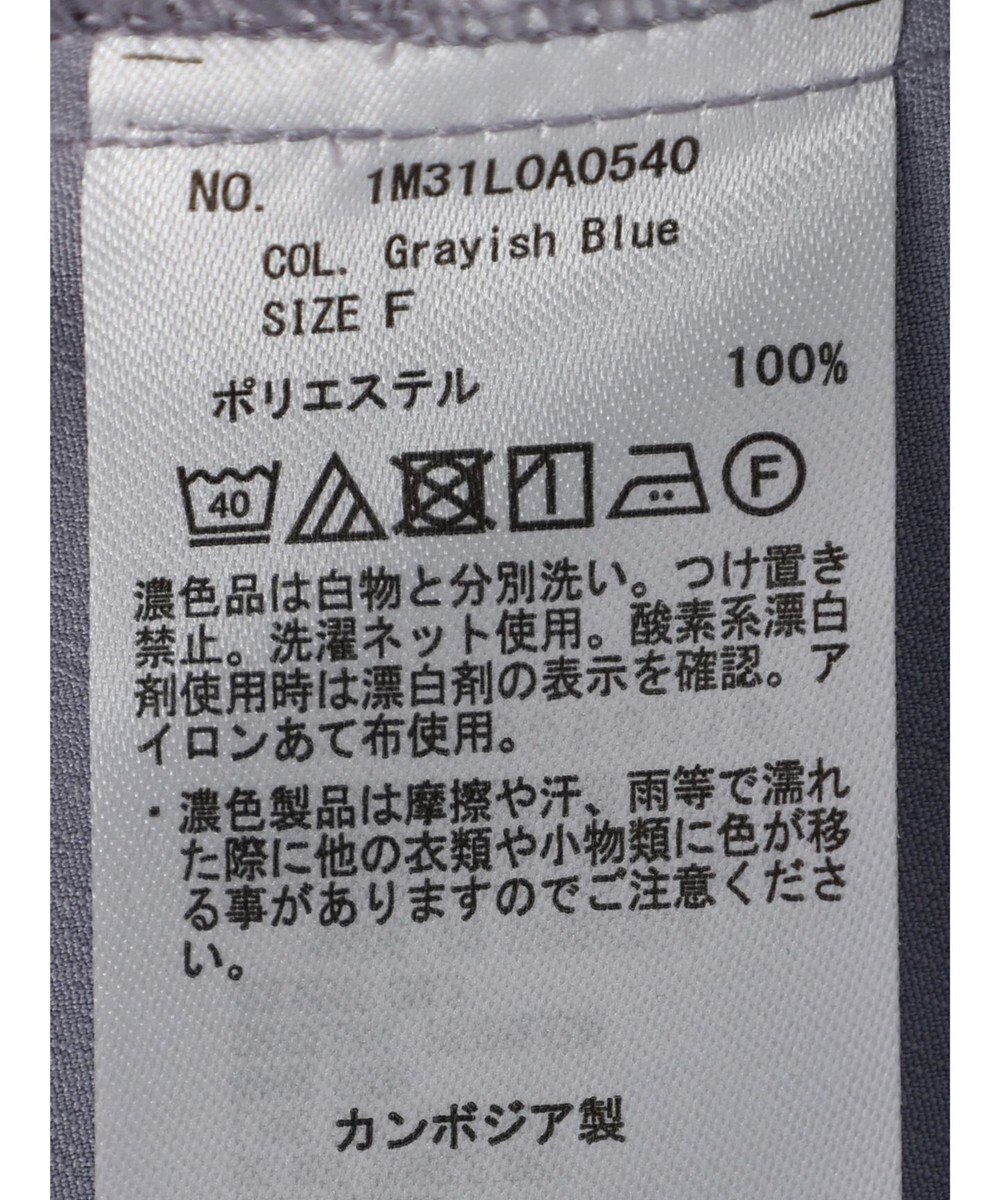 NO. 1M31L0A0540
COL. Grayish Blue
SIZE F
ポリエステル 100%
40 F
濃色品は白物と分別洗い。つけ置き
禁止。洗濯ネット使用。酸素系漂白
剤使用時は漂白剤の表示を確認。ア
イロンあて布使用。
・濃色製品は摩擦や汗、雨等で濡れ
た際に他の衣類や小物類に色が移
る事がありますのでご注意くださ
い。
カンボジア製